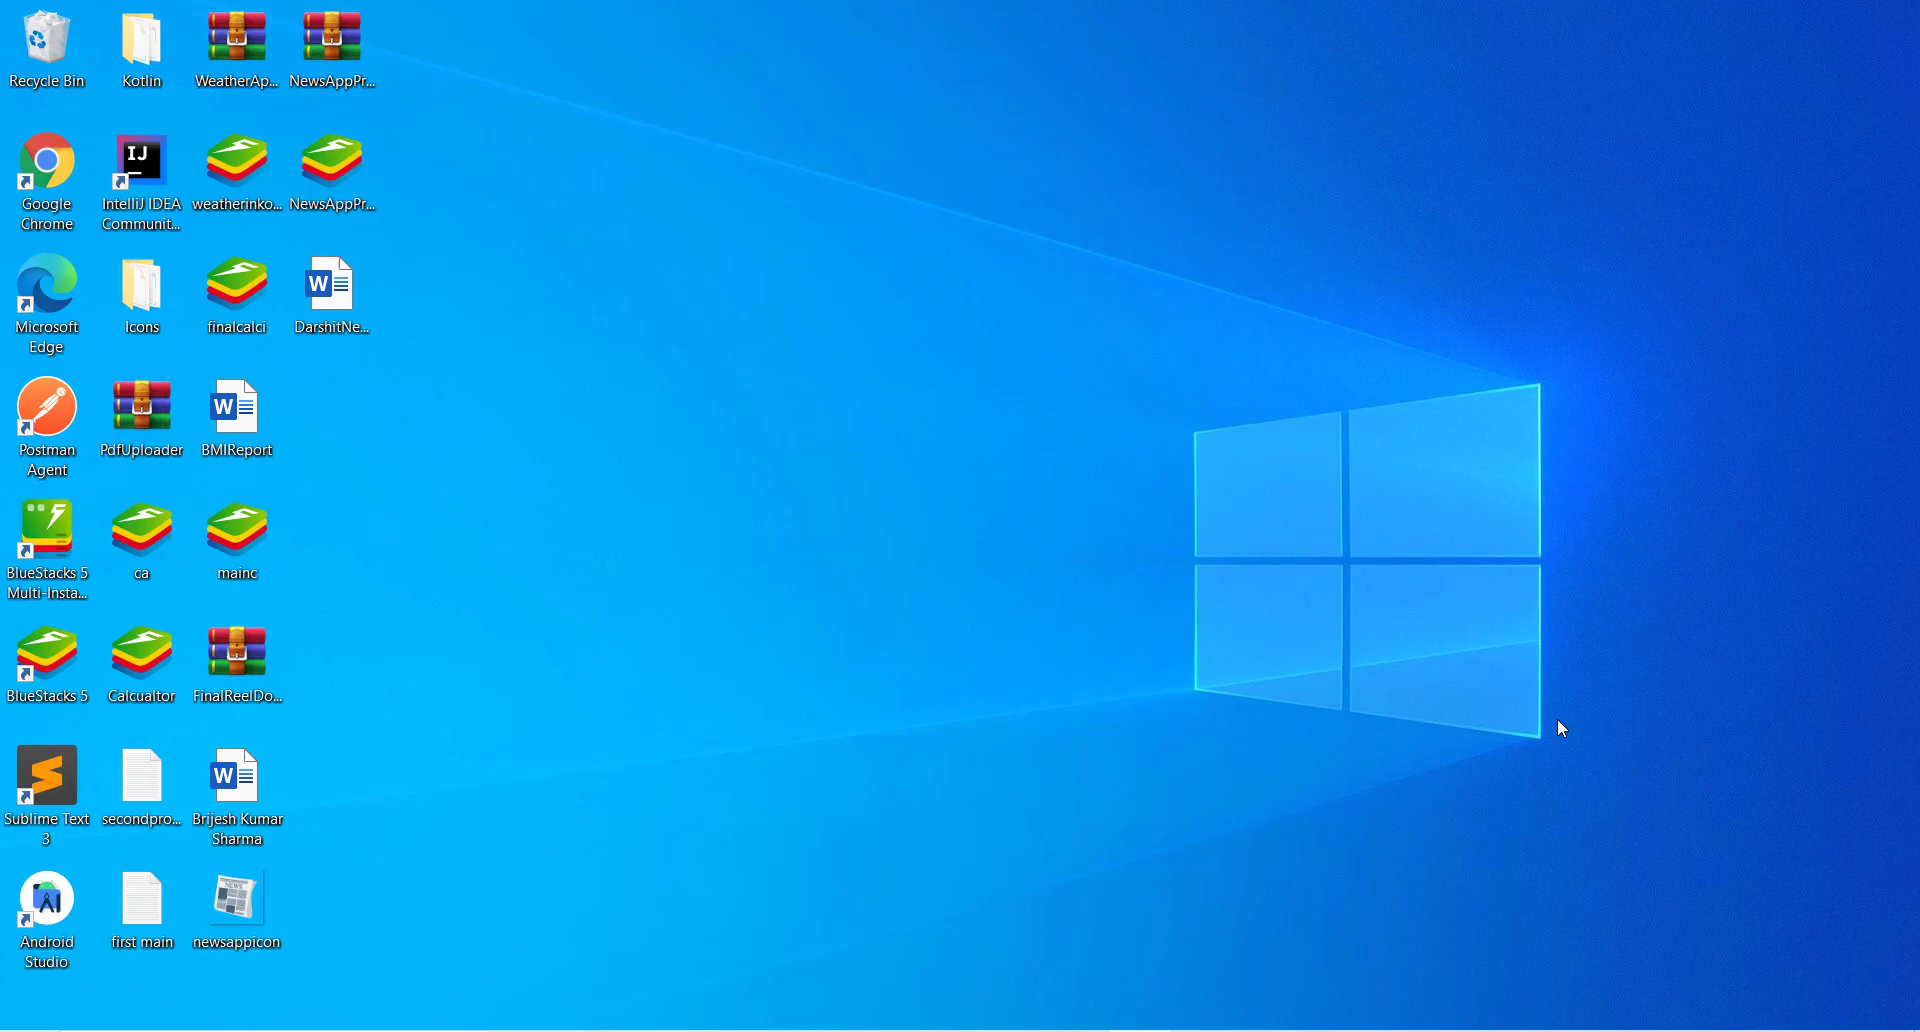 Recycle Bin
Kotlin
WeatherAp...
NewsAppPr...
Google
Chrome
IJ
IntelliJ IDEA
Communit...
weatherinko...
NewsAppPr...
Microsoft
Edge
Icons
finalcalci
W
DarshitNe...
Postman
Agent
PdfUploader
W
BMIReport
BlueStacks 5
Multi-Insta...
ca
mainc
BlueStacks 5
Calcualtor
FinalReelDo...
Sublime Text
3
secondpro...
W
Brijesh Kumar
Sharma
Android
Studio
first main
NEWS
newsappicon